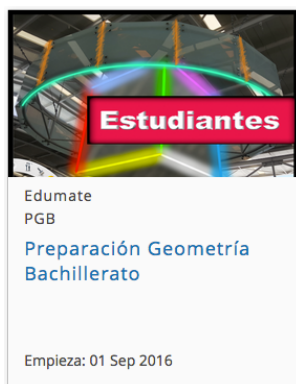 Estudiantes
Edumate
PGB
Preparación Geometría
Bachillerato
Empieza: 01 Sep 2016